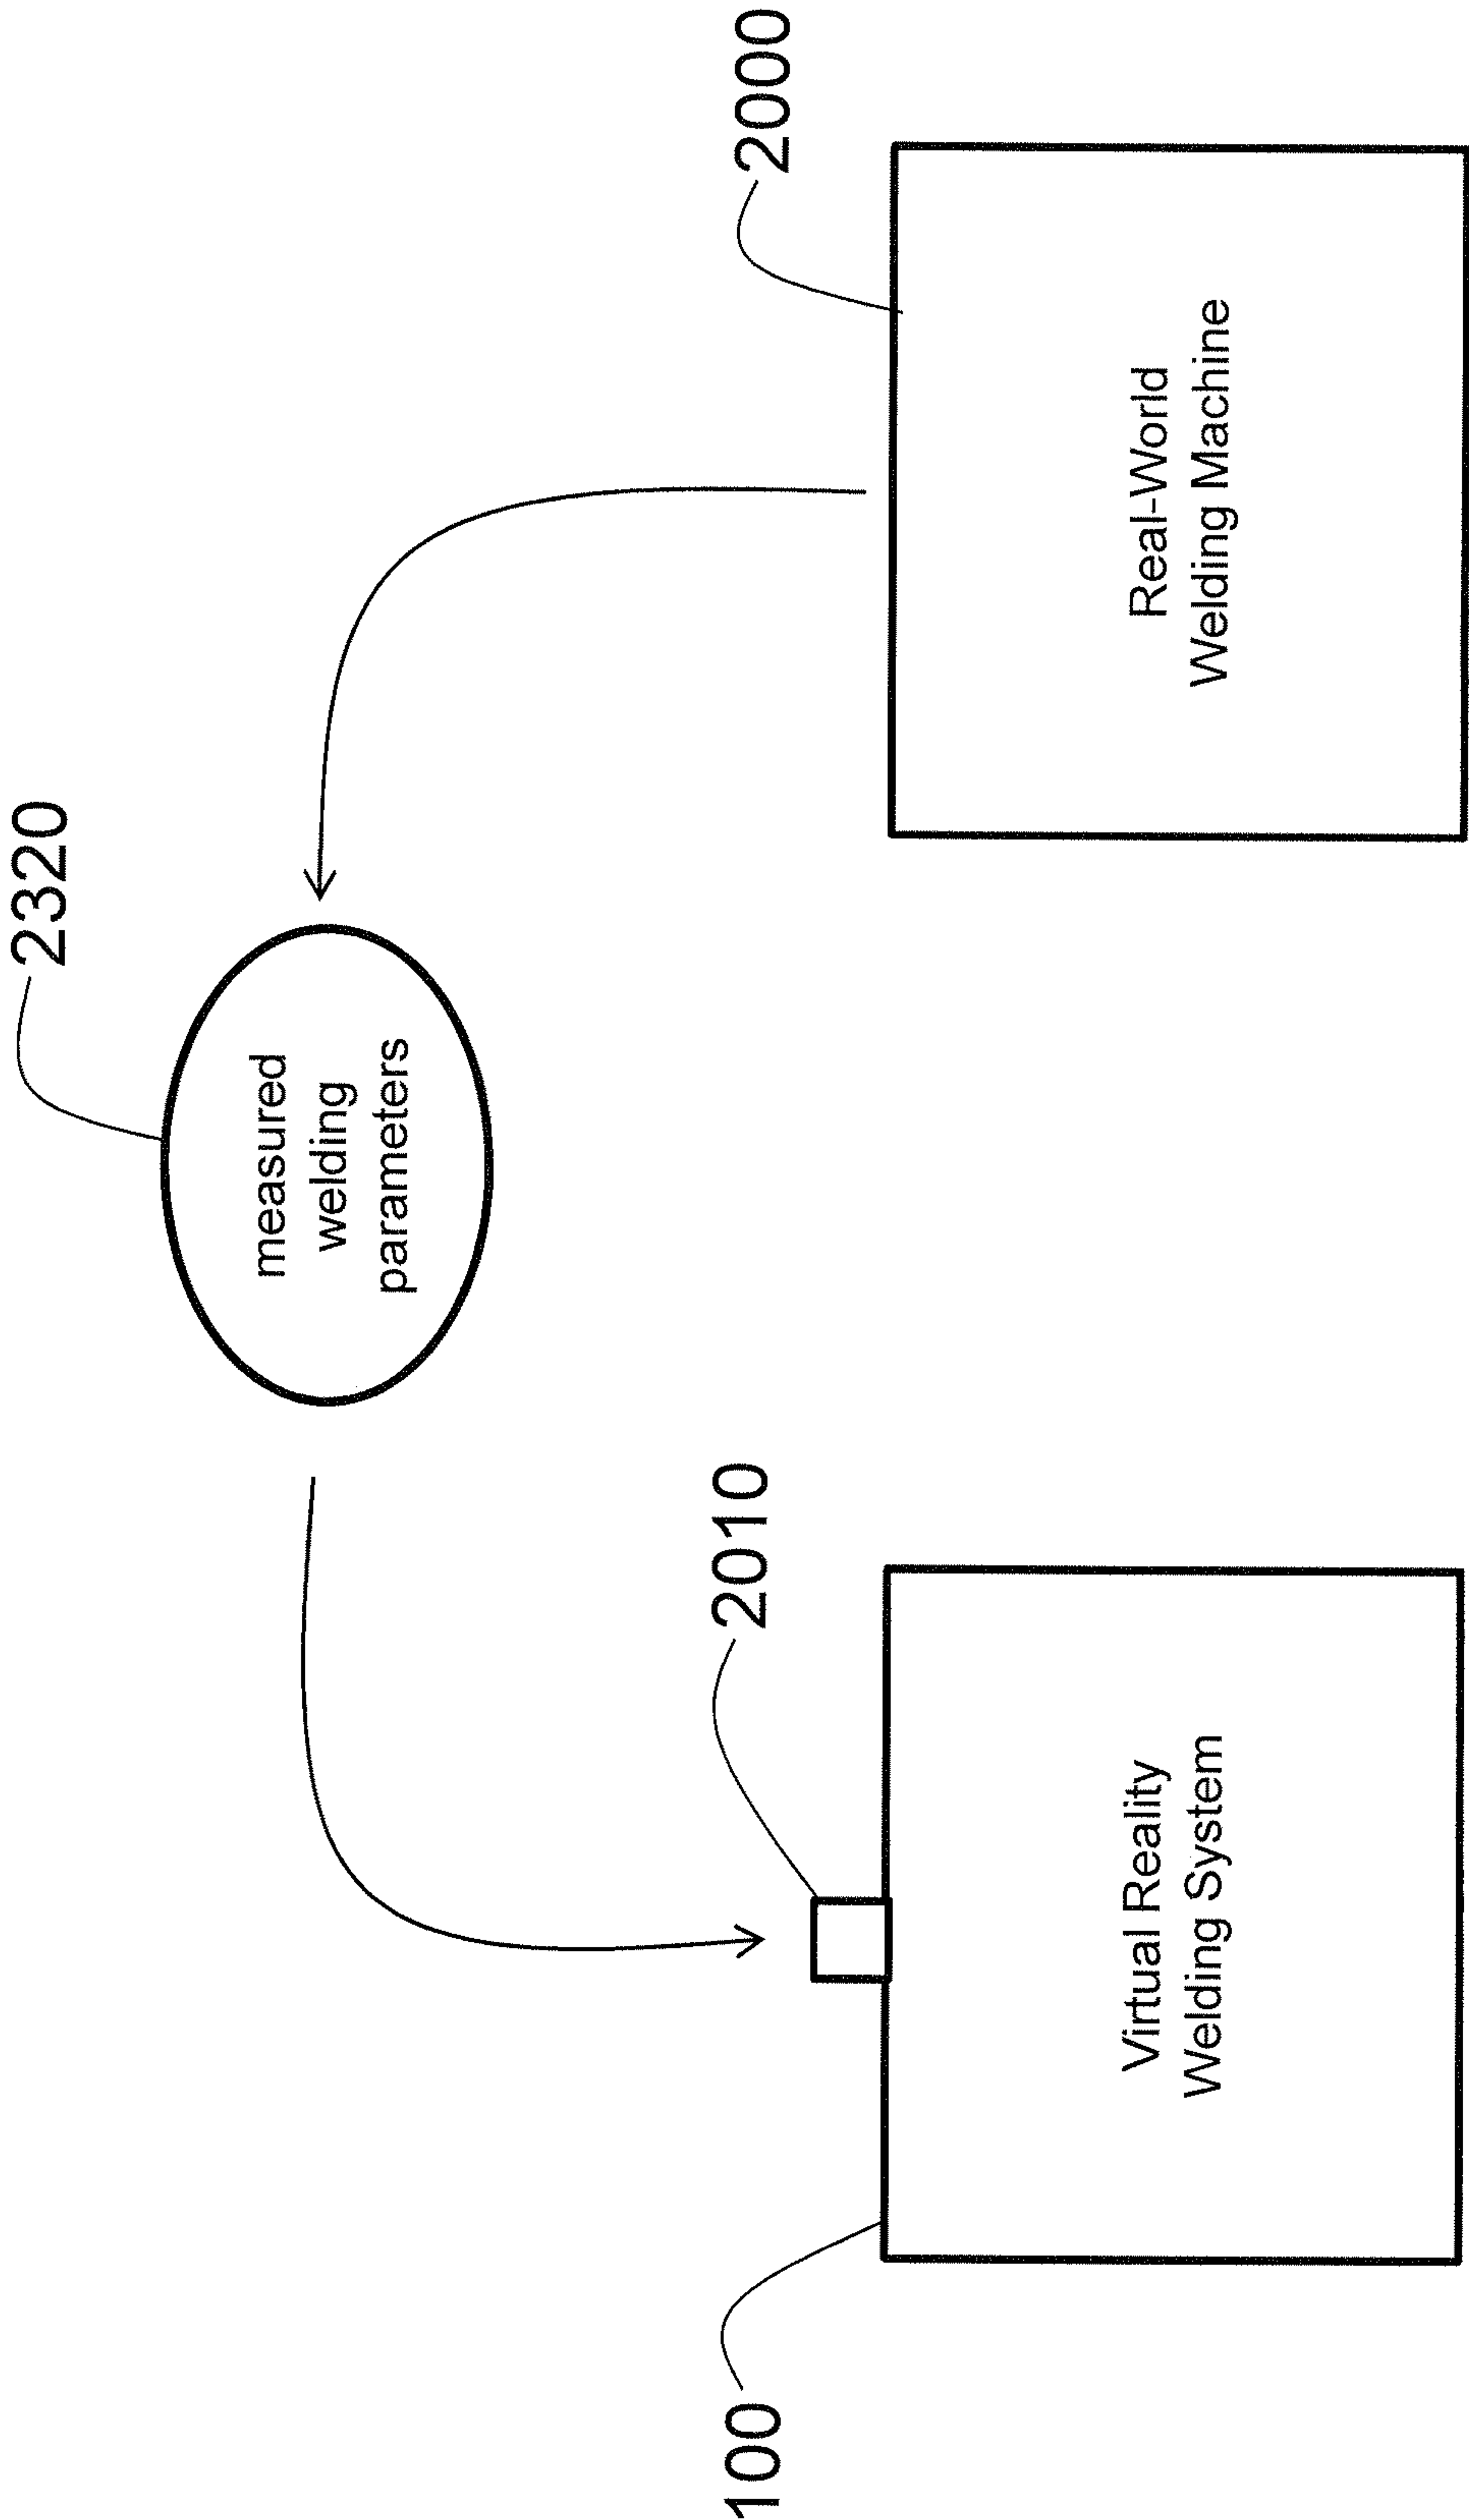 2320
measured
welding
parameters
2010
2000
100
Virtual Reality
Welding System
Real-World
Welding Machine